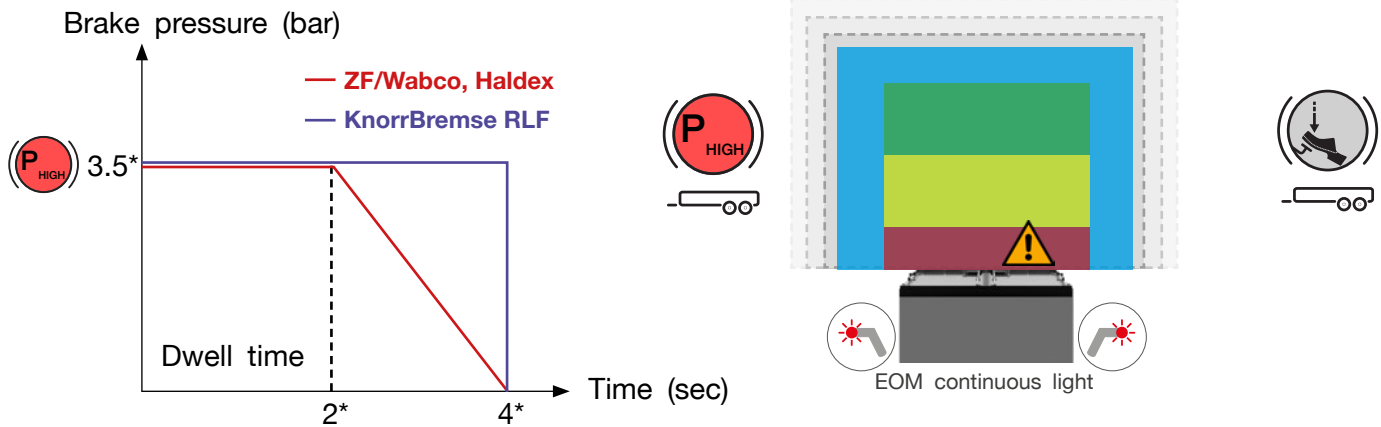 Brake pressure (bar)
ZF/Wabco, Haldex
KnorrBremse RLF
P HIGH
3.5*
Dwell time
2*
4*
Time (sec)
P HIGH
!
EOM continuous light